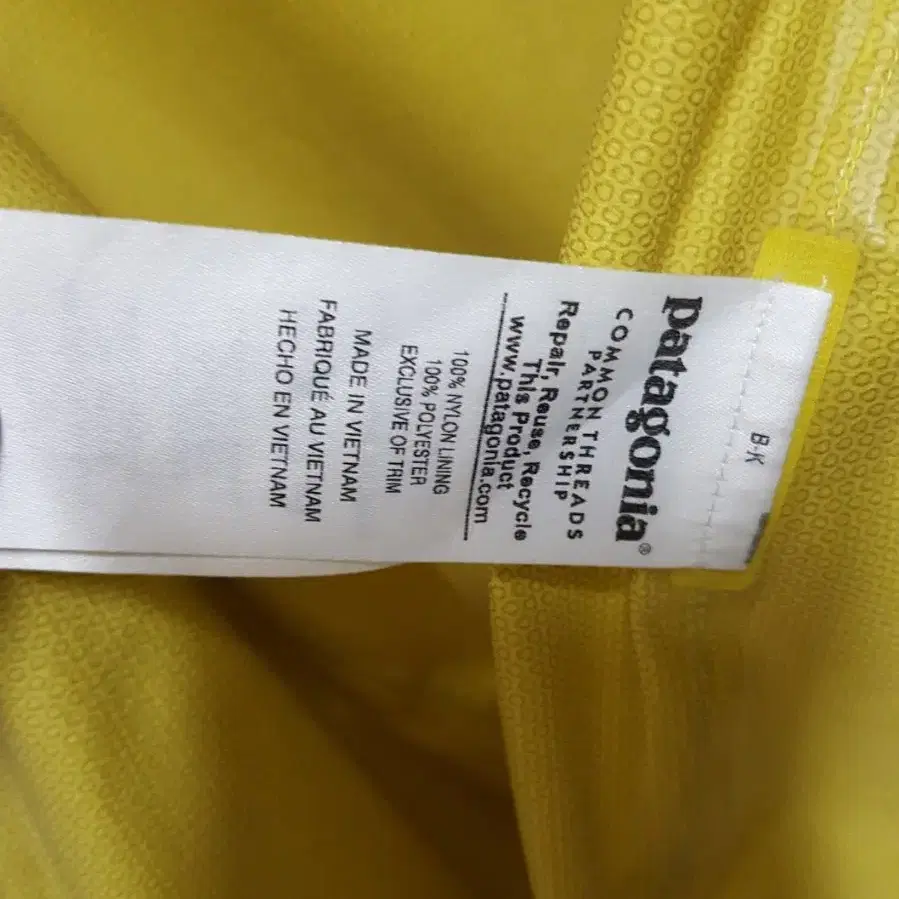 B-K
patagonia®
COMMON THREADS
PARTNERSHIP
Repair, Reuse, Recycle
This Product
www.patagonia.com
100% NYLON LINING
100% POLYESTER
EXCLUSIVE OF TRIM
MADE IN VIETNAM
FABRIQUÉ AU VIETNAM
HECHO EN VIETNAM